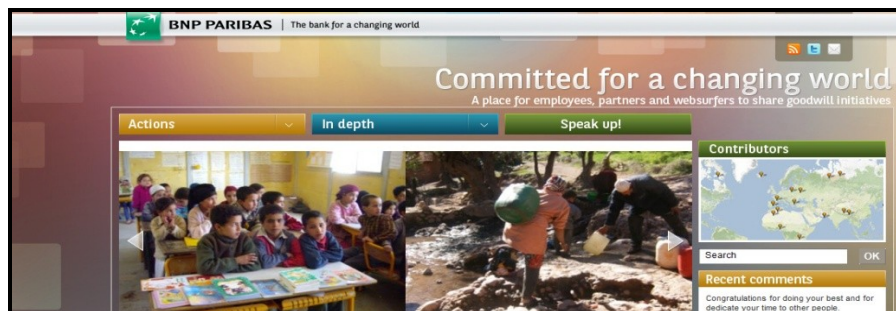 BNP PARIBAS | The bank for a changing world
Committed for a changing world
A place for employees, partners and websurfers to share goodwill initiatives
Actions
In depth
Speak up!
Contributors
Search
OK
Recent comments
Congratulations for doing your best and for
dedicate your time to other people.